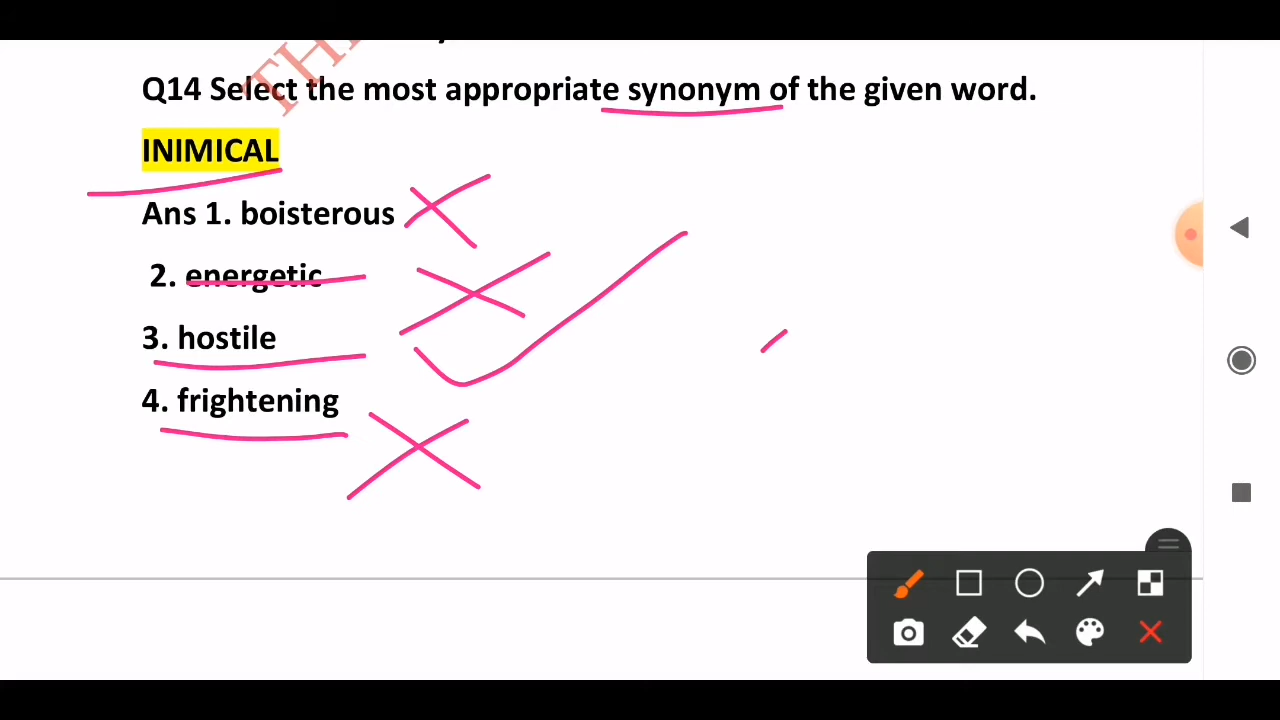 THE
Q14 Select the most appropriate synonym of the given word.
INIMICAL
Ans 1. boisterous
2. energetic
3. hostile
4. frightening